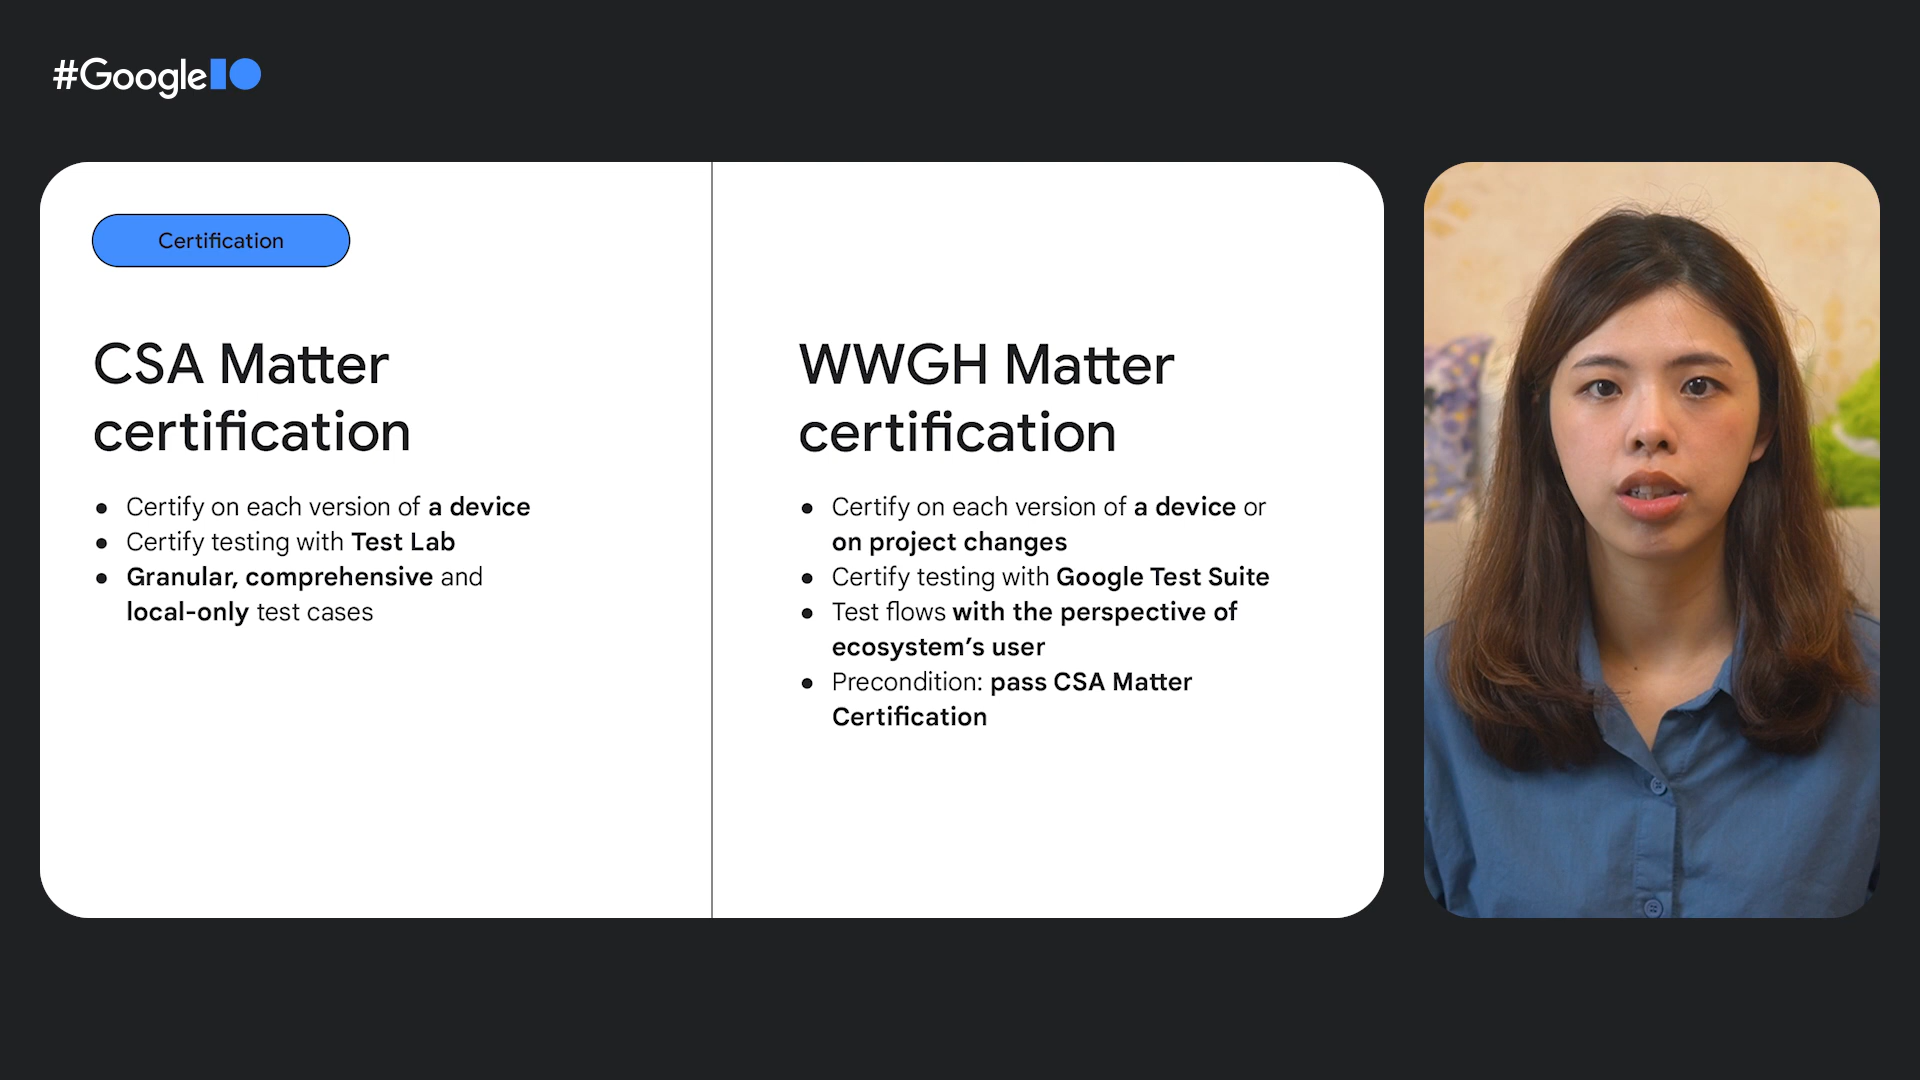 #GoogleIO
Certification
CSA Matter
certification
● Certify on each version of a device
● Certify testing with Test Lab
● Granular, comprehensive and
local-only test cases
WWGH Matter
certification
● Certify on each version of a device or
on project changes
● Certify testing with Google Test Suite
● Test flows with the perspective of
ecosystem’s user
● Precondition: pass CSA Matter
Certification